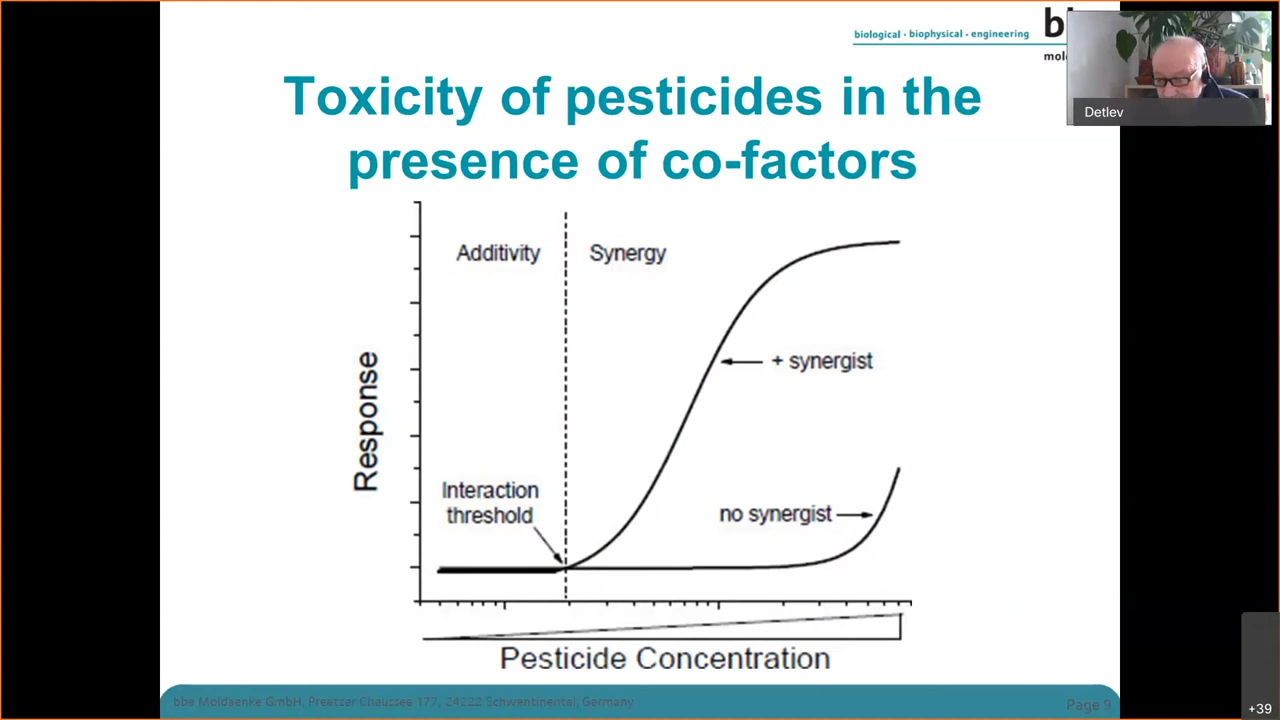 biological · biophysical · engineering
Detlev
Toxicity of pesticides in the
presence of co-factors
Additivity
Synergy
+ synergist
Response
Interaction
threshold
no synergist
Pesticide Concentration
bbe Moldaenke GmbH, Preetzer Chaussee 177, 24222 Schwentinental, Germany
Page 9
+39